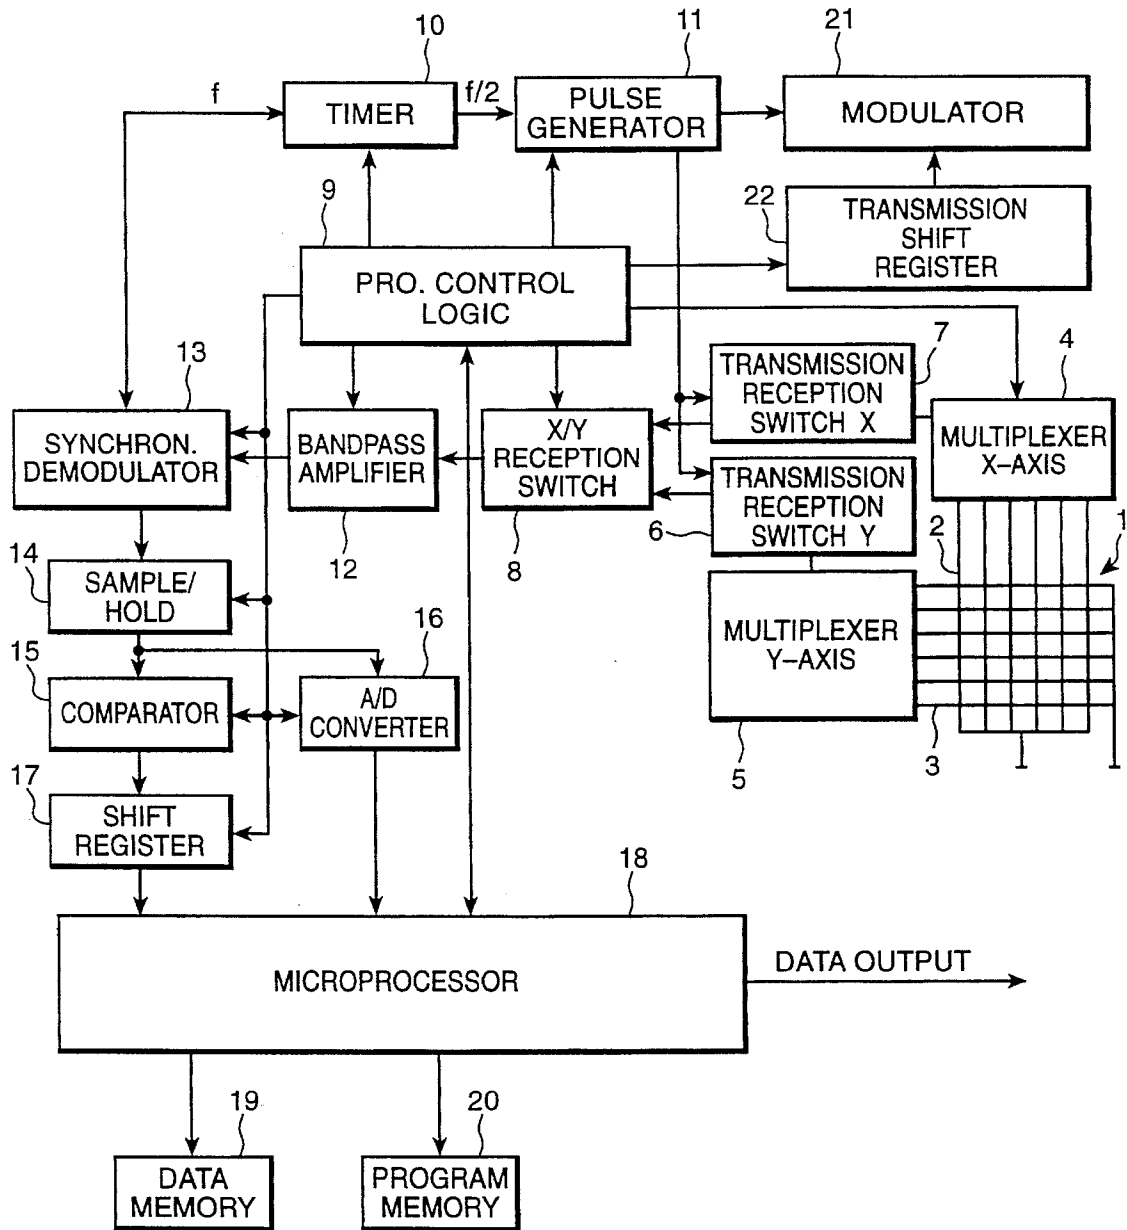 10
11
21
f
TIMER
f/2
PULSE
GENERATOR
MODULATOR
9
22
TRANSMISSION
SHIFT
REGISTER
PRO. CONTROL
LOGIC
13
7
4
SYNCHRON.
DEMODULATOR
BANDPASS
AMPLIFIER
X/Y
RECEPTION
SWITCH
TRANSMISSION
RECEPTION
SWITCH X
MULTIPLEXER
X–AXIS
TRANSMISSION
RECEPTION
SWITCH Y
12
8
6
2
1
14
SAMPLE/
HOLD
15
16
COMPARATOR
A/D
CONVERTER
MULTIPLEXER
Y–AXIS
5
3
17
SHIFT
REGISTER
18
MICROPROCESSOR
DATA OUTPUT
19
20
DATA
MEMORY
PROGRAM
MEMORY